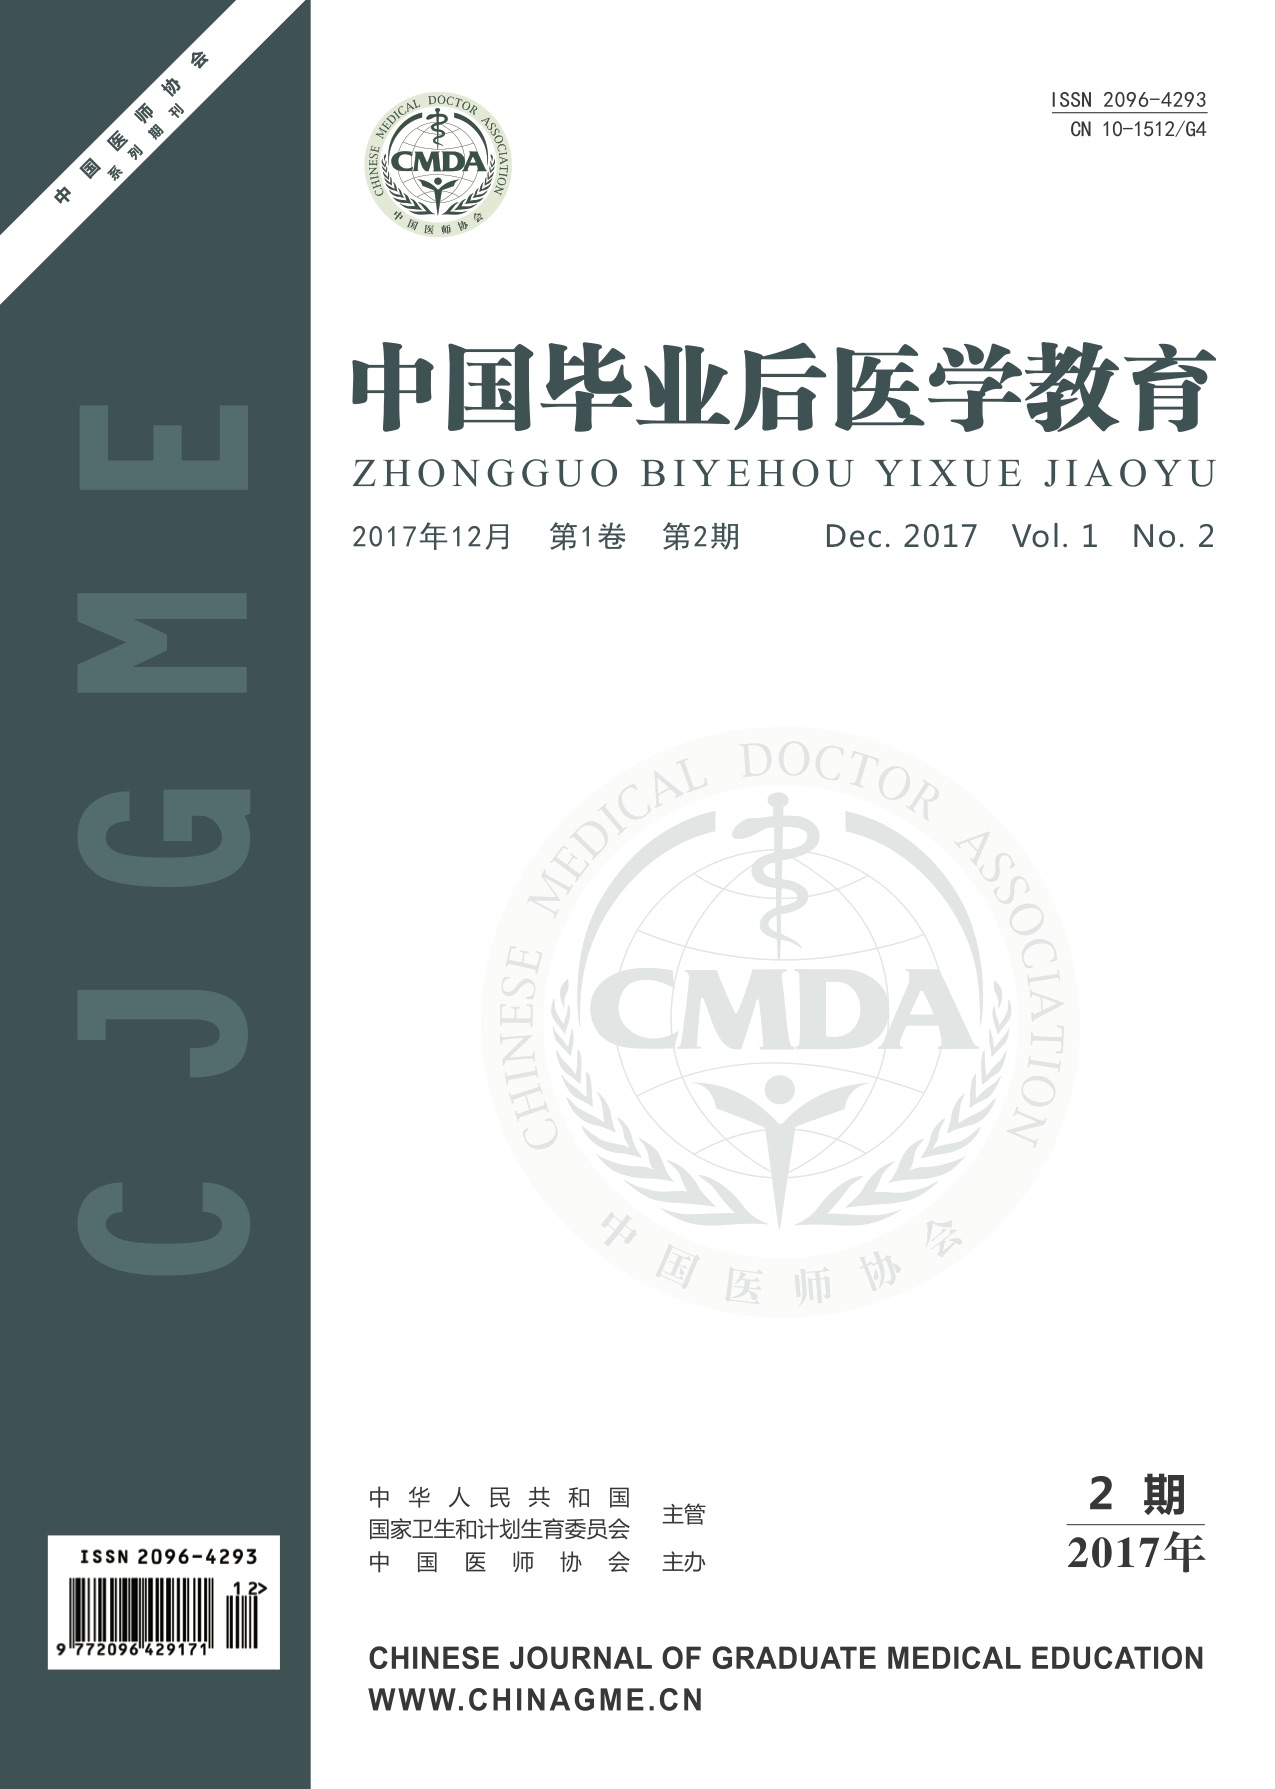 中国医师协会
系列期刊
CHINESE MEDICAL DOCTOR ASSOCIATION
CMDA
中国医师协会
ISSN 2096-4293
CN 10-1512/G4
中国毕业后医学教育
ZHONGGUO BIYEHOU YIXUE JIAOYU
2017年12月 第1卷 第2期 Dec. 2017 Vol. 1 No. 2
CJGME
CHINESE MEDICAL DOCTOR ASSOCIATION
CMDA
中国医师协会
中华人民共和国
国家卫生和计划生育委员会 主管
中国医师协会 主办
2 期
2017年
ISSN 2096-4293
12>
9 772096 429171
CHINESE JOURNAL OF GRADUATE MEDICAL EDUCATION
WWW.CHINAGME.CN